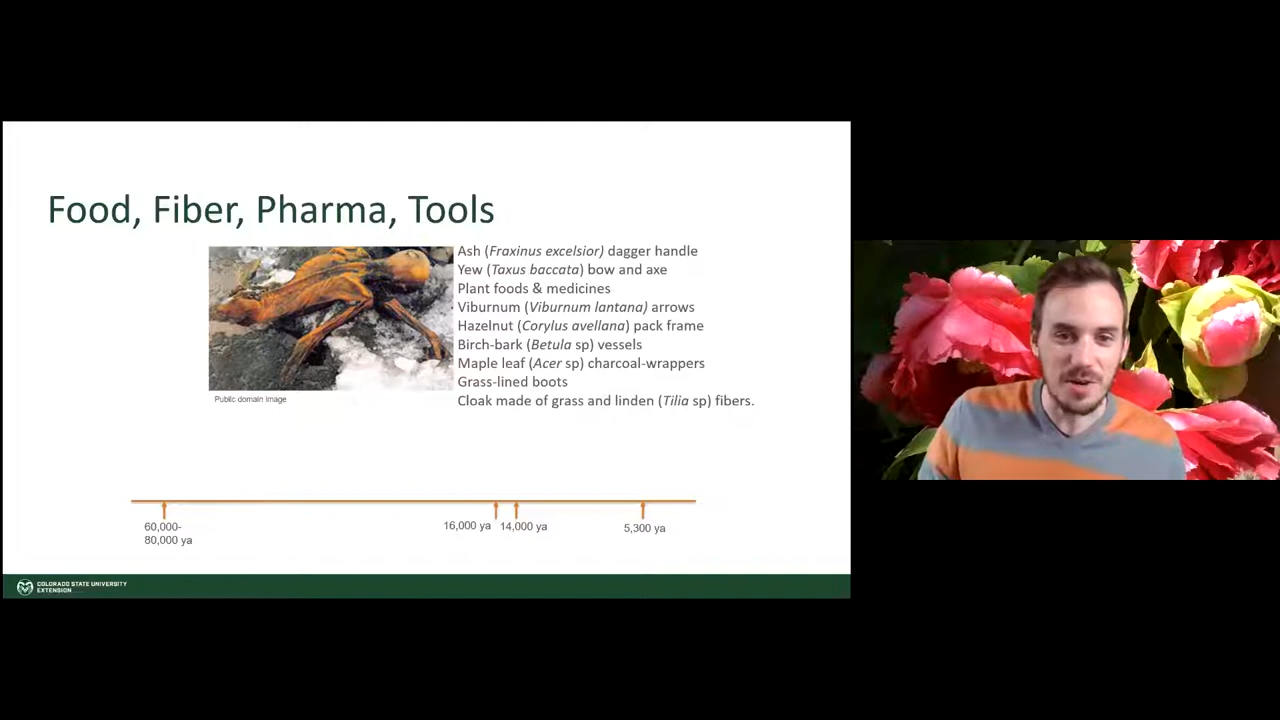 Food, Fiber, Pharma, Tools
Ash (Fraxinus excelsior) dagger handle
Yew (Taxus baccata) bow and axe
Plant foods & medicines
Viburnum (Viburnum lantana) arrows
Hazelnut (Corylus avellana) pack frame
Birch-bark (Betula sp) vessels
Maple leaf (Acer sp) charcoal-wrappers
Grass-lined boots
Cloak made of grass and linden (Tilia sp) fibers.
Public domain image
60,000-
80,000 ya
16,000 ya
14,000 ya
5,300 ya
COLORADO STATE UNIVERSITY
EXTENSION